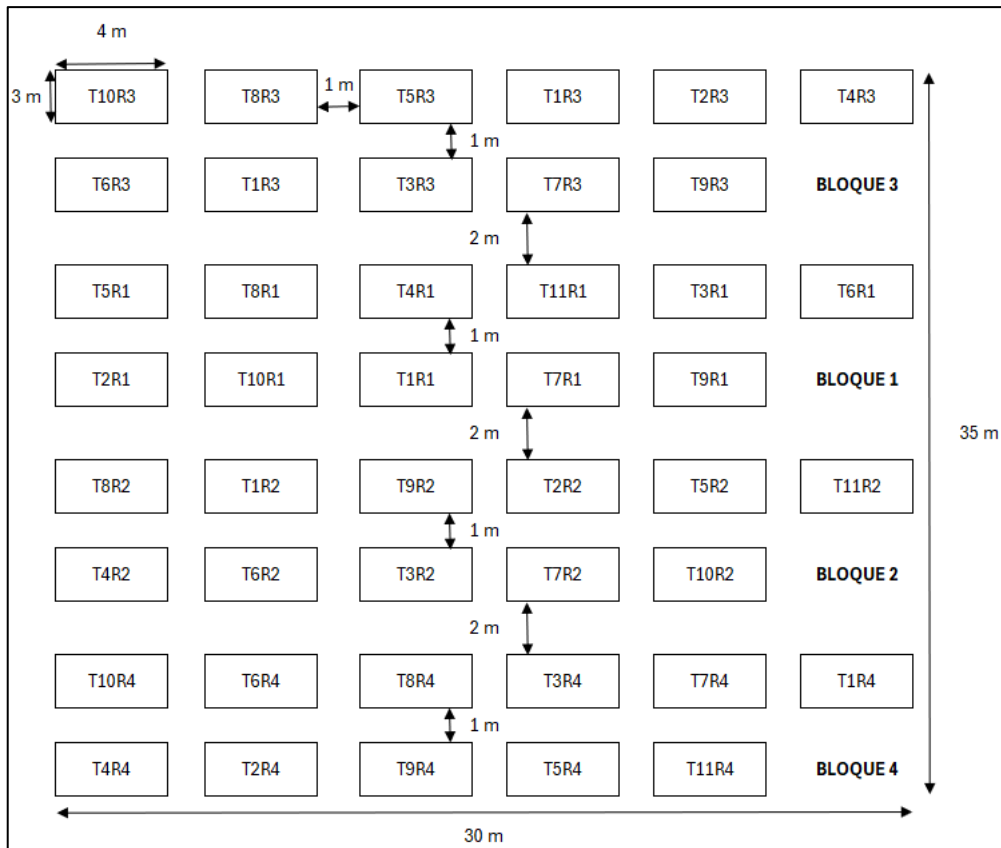 4 m
3 m
T10R3 T8R3 1 m T5R3 T1R3 T2R3 T4R3
1 m
T6R3 T1R3 T3R3 T7R3 T9R3 BLOQUE 3
2 m
T5R1 T8R1 T4R1 T11R1 T3R1 T6R1
1 m
T2R1 T10R1 T1R1 T7R1 T9R1 BLOQUE 1
2 m
35 m
T8R2 T1R2 T9R2 T2R2 T5R2 T11R2
1 m
T4R2 T6R2 T3R2 T7R2 T10R2 BLOQUE 2
2 m
T10R4 T6R4 T8R4 T3R4 T7R4 T1R4
1 m
T4R4 T2R4 T9R4 T5R4 T11R4 BLOQUE 4
30 m